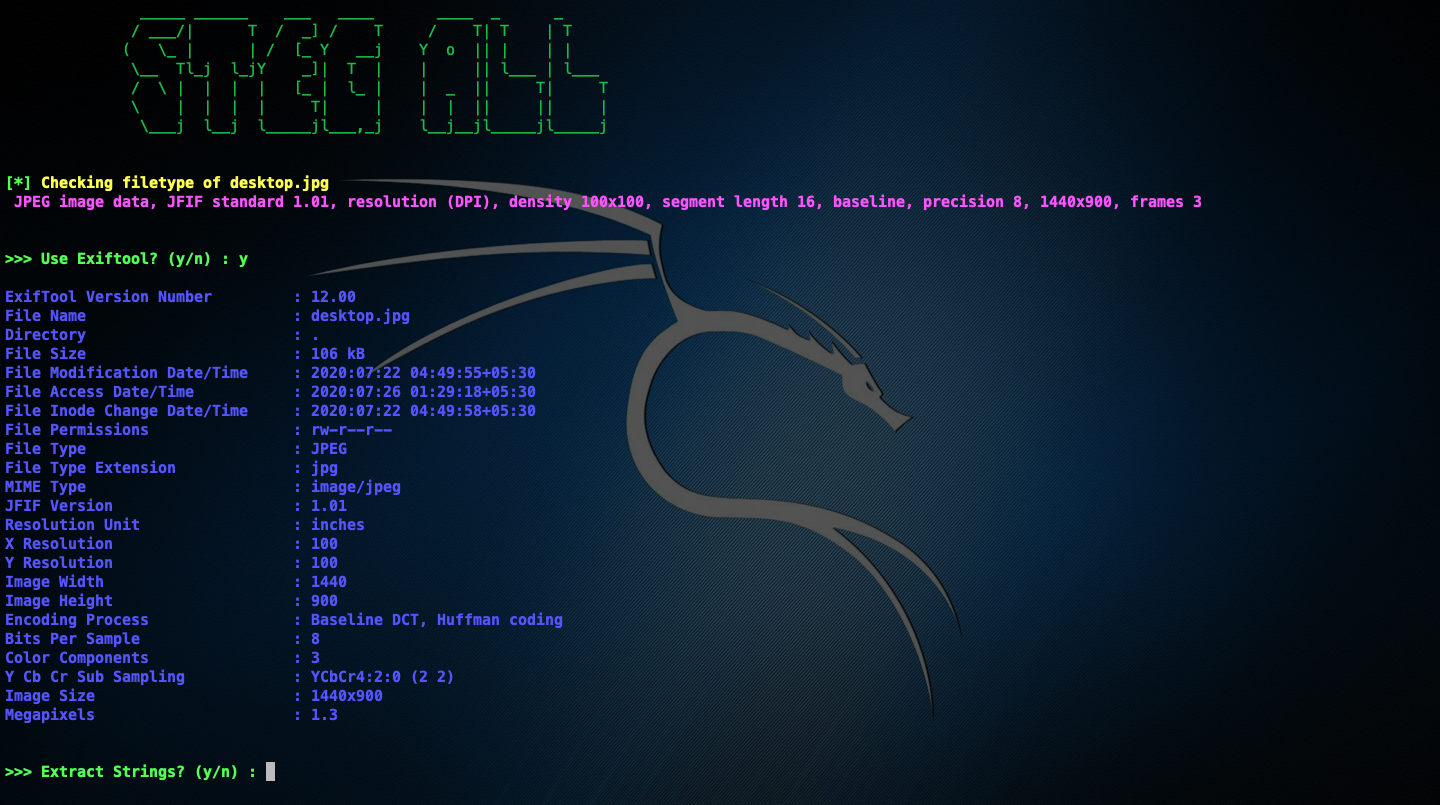 STEG ALL
[*] Checking filetype of desktop.jpg
JPEG image data, JFIF standard 1.01, resolution (DPI), density 100x100, segment length 16, baseline, precision 8, 1440x900, frames 3
>>> Use Exiftool? (y/n) : y
ExifTool Version Number : 12.00
File Name : desktop.jpg
Directory : .
File Size : 106 kB
File Modification Date/Time : 2020:07:22 04:49:55+05:30
File Access Date/Time : 2020:07:26 01:29:18+05:30
File Inode Change Date/Time : 2020:07:22 04:49:58+05:30
File Permissions : rw-r--r--
File Type : JPEG
File Type Extension : jpg
MIME Type : image/jpeg
JFIF Version : 1.01
Resolution Unit : inches
X Resolution : 100
Y Resolution : 100
Image Width : 1440
Image Height : 900
Encoding Process : Baseline DCT, Huffman coding
Bits Per Sample : 8
Color Components : 3
Y Cb Cr Sub Sampling : YCbCr4:2:0 (2 2)
Image Size : 1440x900
Megapixels : 1.3
>>> Extract Strings? (y/n) :